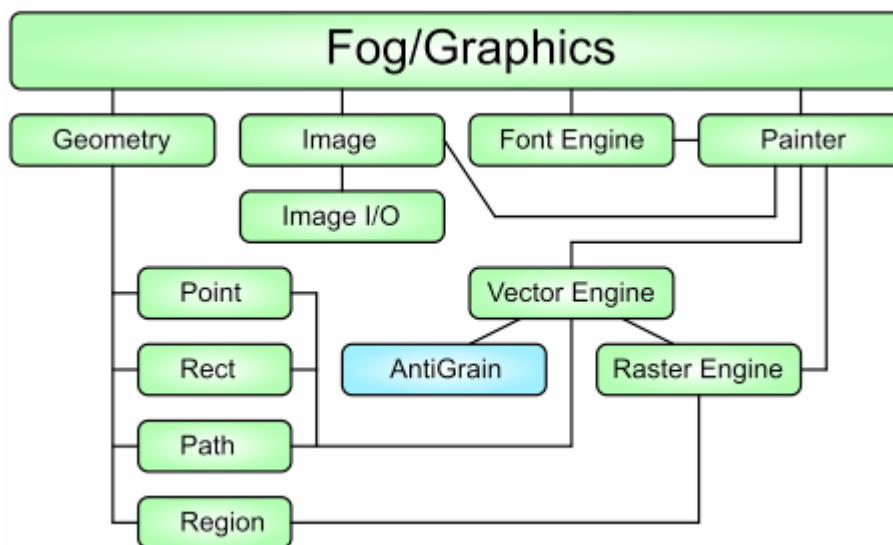 Fog/Graphics
Geometry
Image
Font Engine
Painter
Image I/O
Point
Vector Engine
Rect
AntiGrain
Raster Engine
Path
Region